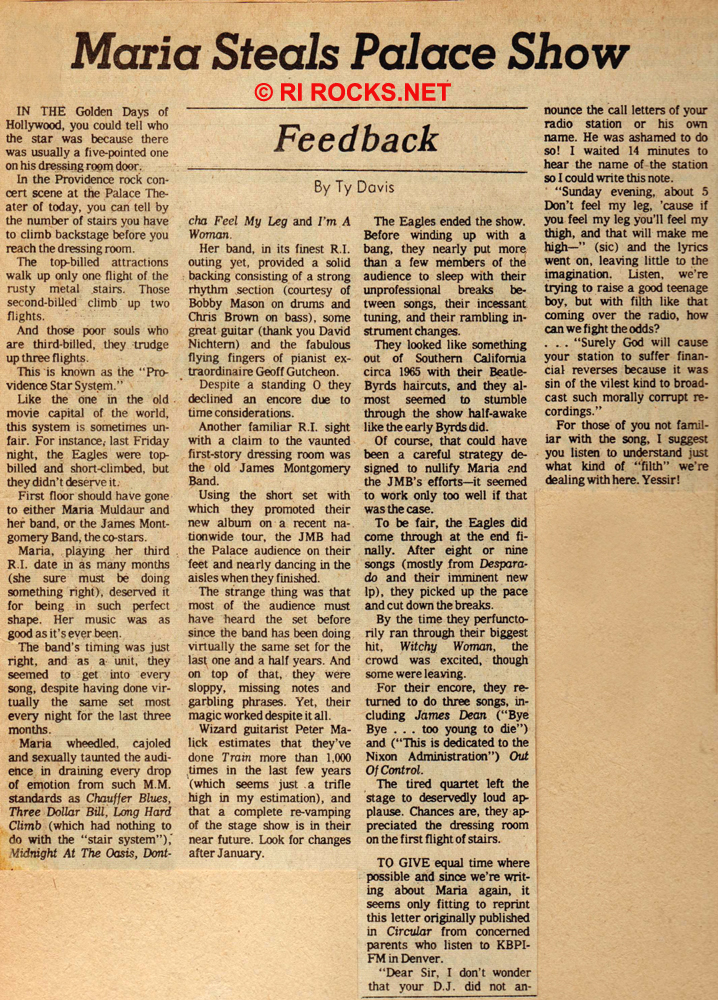 Maria Steals Palace Show
© RI ROCKS.NET
Feedback
By Ty Davis
IN THE Golden Days of
Hollywood, you could tell who
the star was because there
was usually a five-pointed one
on his dressing room door.
In the Providence rock con-
cert scene at the Palace The-
ater of today, you can tell by
the number of stairs you have
to climb backstage before you
reach the dressing room.
The top-billed attractions
walk up only one flight of the
rusty metal stairs. Those
second-billed climb up two
flights.
And those poor souls who
are third-billed, they trudge
up three flights.
This is known as the "Pro-
vidence Star System."
Like the one in the old
movie capital of the world,
this system is sometimes un-
fair. For instance, last Friday
night, the Eagles were top-
billed and short-climbed, but
they didn't deserve it.
First floor should have gone
to either Maria Muldaur and
her band, or the James Mont-
gomery Band, the co-stars.
Maria, playing her third
R.I. date in as many months
(she sure must be doing
something right), deserved it
for being in such perfect
shape. Her music was as
good as it's ever been.
The band's timing was just
right, and as a unit, they
seemed to get into every
song, despite having done vir-
tually the same set most
every night for the last three
months.
Maria wheedled, cajoled
and sexually taunted the audi-
ence in draining every drop
of emotion from such M.M.
standards as Chauffer Blues,
Three Dollar Bill, Long Hard
Climb (which had nothing to
do with the "stair system"),
Midnight At The Oasis, Dont-
cha Feel My Leg and I'm A
Woman.
Her band, in its finest R.I.
outing yet, provided a solid
backing consisting of a strong
rhythm section (courtesy of
Bobby Mason on drums and
Chris Brown on bass), some
great guitar (thank you David
Nichtern) and the fabulous
flying fingers of pianist ex-
traordinaire Geoff Gutcheon.
Despite a standing O they
declined an encore due to
time considerations.
Another familiar R.I. sight
with a claim to the vaunted
first-story dressing room was
the old James Montgomery
Band.
Using the short set with
which they promoted their
new album on a recent na-
tionwide tour, the JMB had
the Palace audience on their
feet and nearly dancing in the
aisles when they finished.
The strange thing was that
most of the audience must
have heard the set before
since the band has been doing
virtually the same set for the
last one and a half years. And
on top of that, they were
sloppy, missing notes and
garbling phrases. Yet, their
magic worked despite it all.
Wizard guitarist Peter Ma-
lick estimates that they've
done Train more than 1,000
times in the last few years
(which seems just a trifle
high in my estimation), and
that a complete re-vamping
of the stage show is in their
near future. Look for changes
after January.
The Eagles ended the show.
Before winding up with a
bang, they nearly put more
than a few members of the
audience to sleep with their
unprofessional breaks be-
tween songs, their incessant
tuning, and their rambling in-
strument changes.
They looked like something
out of Southern California
circa 1965 with their Beatle-
Byrds haircuts, and they al-
most seemed to stumble
through the show half-awake
like the early Byrds did.
Of course, that could have
been a careful strategy de-
signed to nullify Maria and
the JMB's efforts—it seemed
to work only too well if that
was the case.
To be fair, the Eagles did
come through at the end fi-
nally. After eight or nine
songs (mostly from Despara-
do and their imminent new
lp), they picked up the pace
and cut down the breaks.
By the time they perfuncto-
rily ran through their biggest
hit, Witchy Woman, the
crowd was excited, though
some were leaving.
For their encore, they re-
turned to do three songs, in-
cluding James Dean ("Bye
Bye . . . too young to die")
and ("This is dedicated to the
Nixon Administration") Out
Of Control.
The tired quartet left the
stage to deservedly loud ap-
plause. Chances are, they ap-
preciated the dressing room
on the first flight of stairs.
TO GIVE equal time where
possible and since we're writ-
ing about Maria again, it
seems only fitting to reprint
this letter originally published
in Circular from concerned
parents who listen to KBPI-
FM in Denver.
"Dear Sir, I don't wonder
that your D.J. did not an-
nounce the call letters of your
radio station or his own
name. He was ashamed to do
so! I waited 14 minutes to
hear the name of the station
so I could write this note.
"Sunday evening, about 5
Don't feel my leg, 'cause if
you feel my leg you'll feel my
thigh, and that will make me
high—" (sic) and the lyrics
went on, leaving little to the
imagination. Listen, we're
trying to raise a good teenage
boy, but with filth like that
coming over the radio, how
can we fight the odds?
. . . "Surely God will cause
your station to suffer finan-
cial reverses because it was
sin of the vilest kind to broad-
cast such morally corrupt re-
cordings."
For those of you not famil-
iar with the song, I suggest
you listen to understand just
what kind of "filth" we're
dealing with here. Yessir!